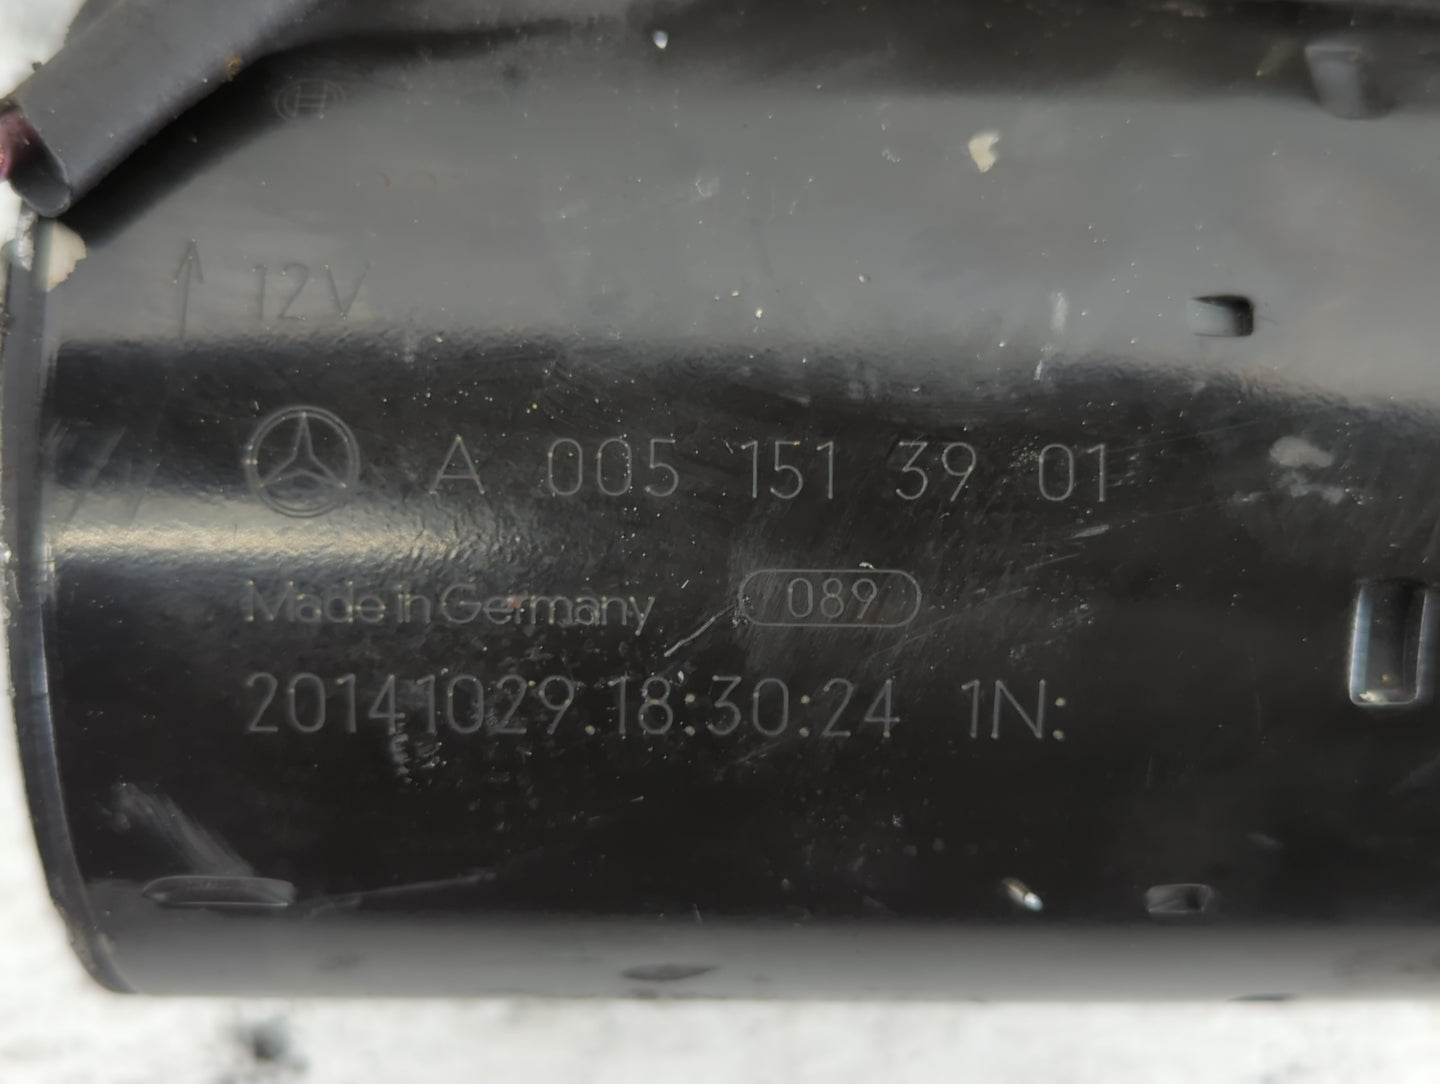 ↑ 12V
A 005 151 39 01
Made in Germany 089
20141029.18:30:24 1N: